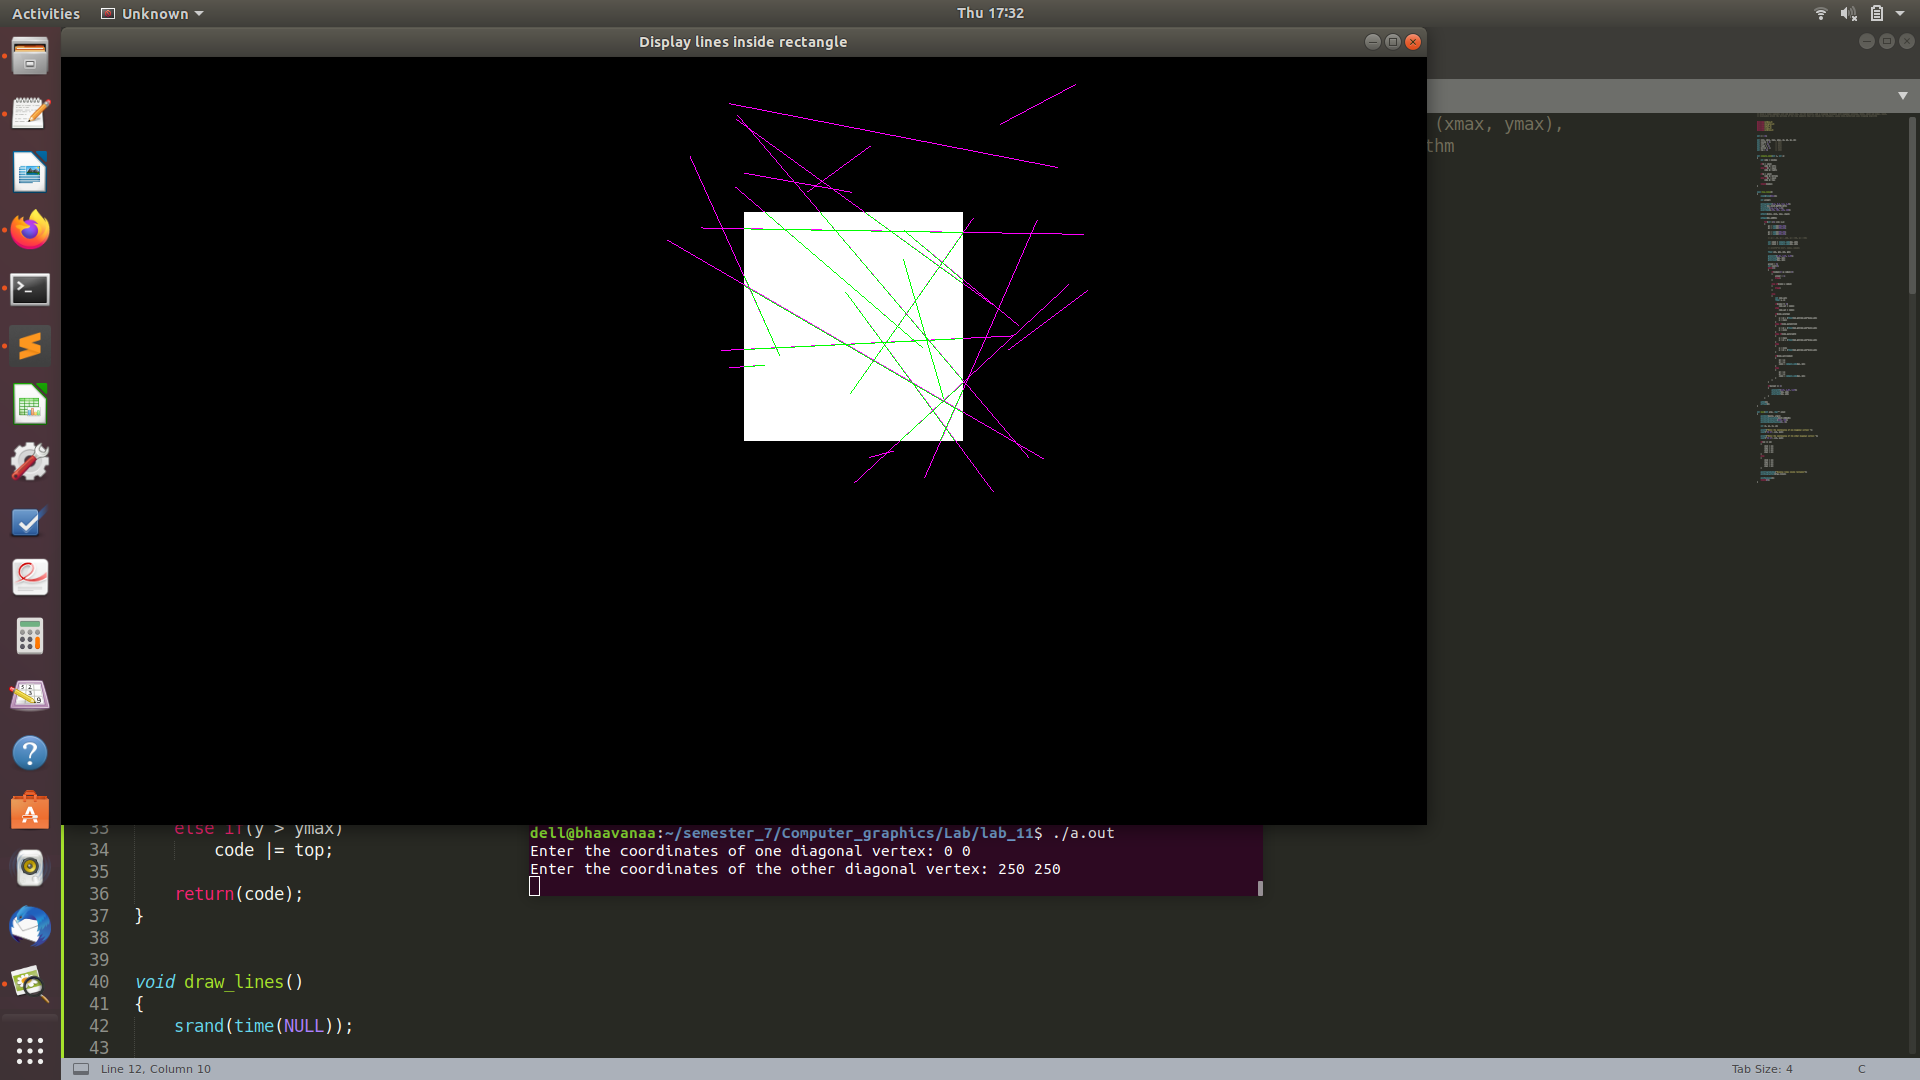 Activities
Unknown
Thu 17:32
Display lines inside rectangle
(xmax, ymax),
thm
33 else if(y > ymax)
34 code |= top;
35
36 return(code);
37 }
38
39
40 void draw_lines()
41 {
42 srand(time(NULL));
43
dell@bhaavanaa:~/semester_7/Computer_graphics/Lab/lab_11$ ./a.out
Enter the coordinates of one diagonal vertex: 0 0
Enter the coordinates of the other diagonal vertex: 250 250
Line 12, Column 10
Tab Size: 4
C